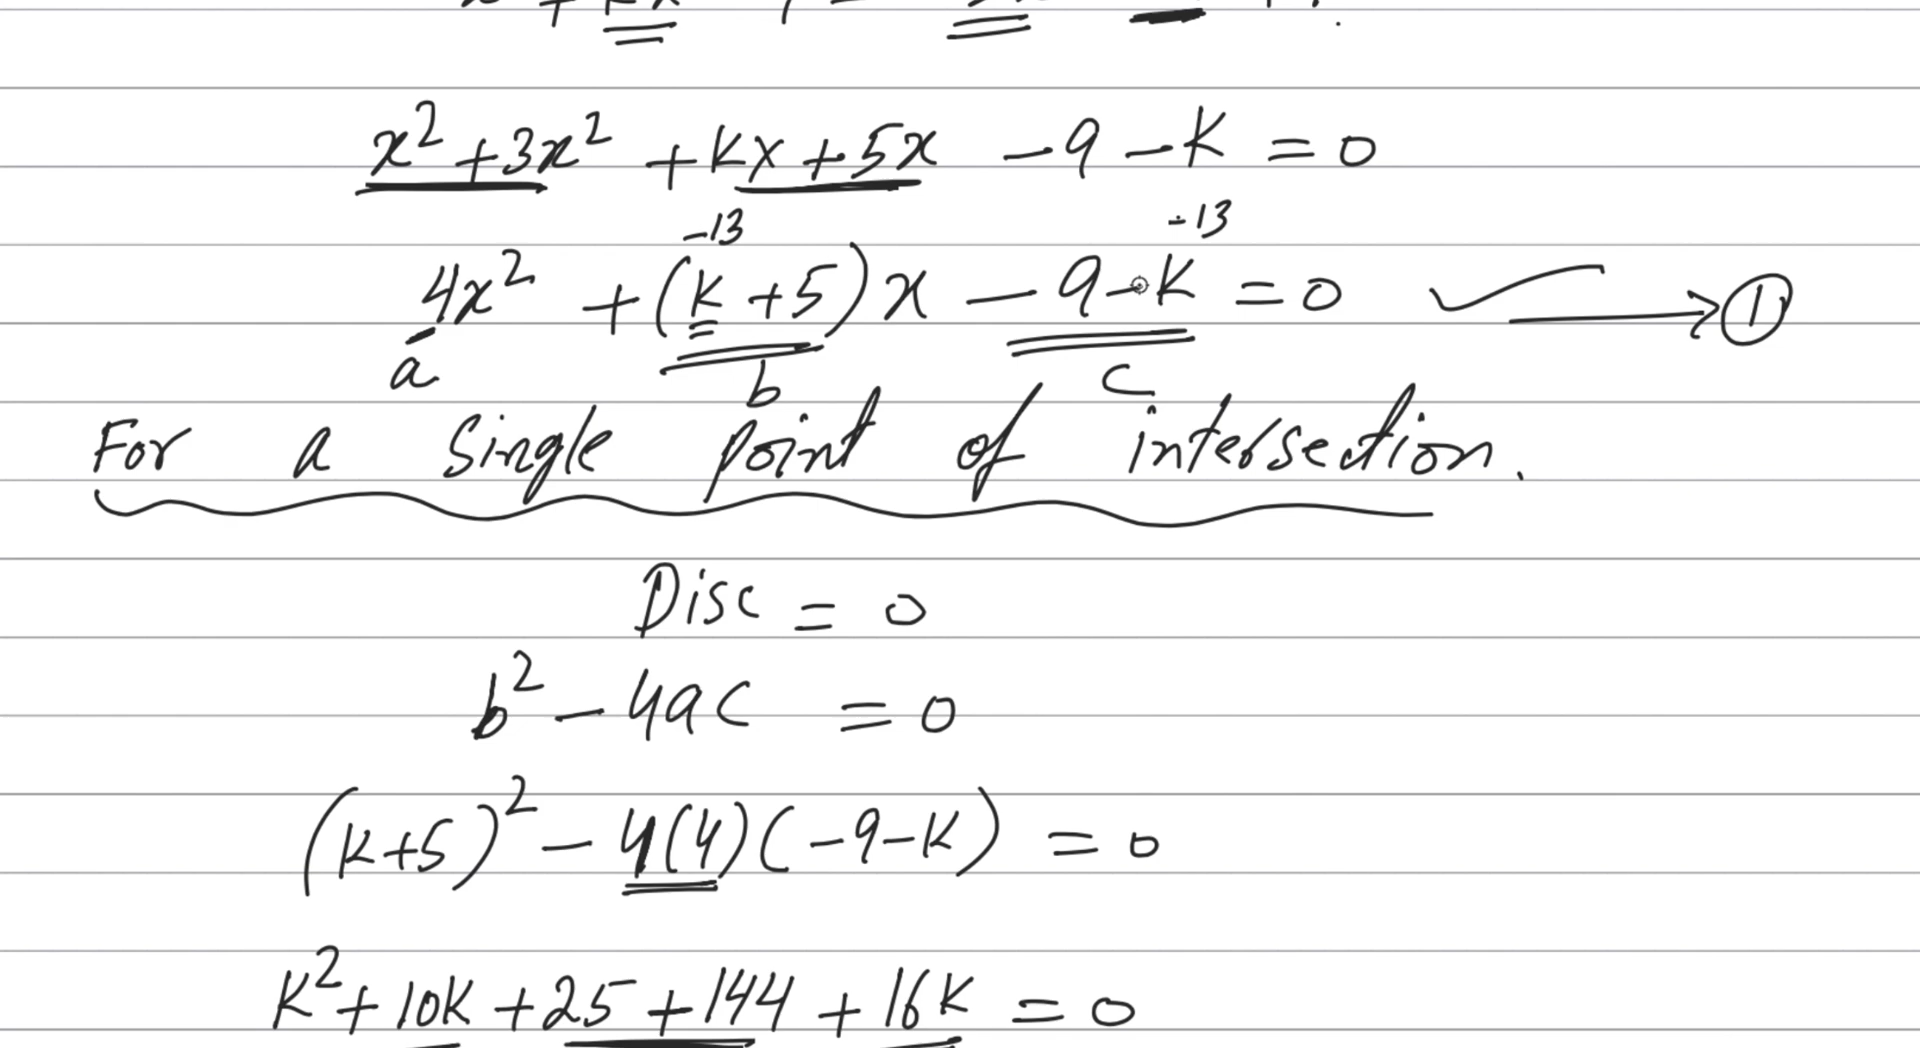 x² + 3x² + kx + 5x - 9 - k = 0
-13 -13
4x² + (k + 5)x - 9 - k = 0 ✓ → ①
a b c
For a single point of intersection.
Disc = 0
b² - 4ac = 0
(k+5)² - 4(4)(-9-k) = 0
k² + 10k + 25 + 144 + 16k = 0